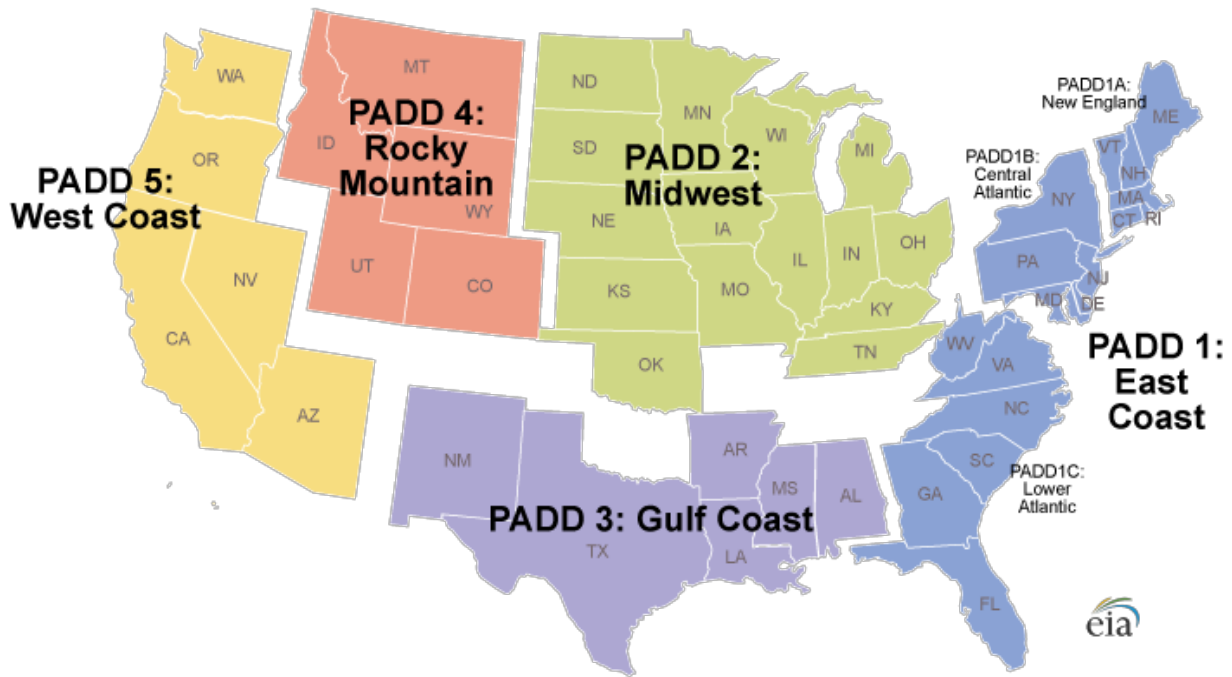 PADD 5:
West Coast
WA
OR
CA
NV
AZ
PADD 4:
Rocky
Mountain
MT
ID
WY
UT
CO
PADD 2:
Midwest
ND
SD
NE
KS
OK
MN
IA
MO
WI
IL
MI
IN
OH
KY
TN
PADD 3: Gulf Coast
NM
TX
AR
LA
MS
AL
PADD 1:
East
Coast
PADD1A:
New England
ME
VT
NH
MA
CT
RI
PADD1B:
Central
Atlantic
NY
PA
NJ
MD
DE
PADD1C:
Lower
Atlantic
WV
VA
NC
SC
GA
FL
eia